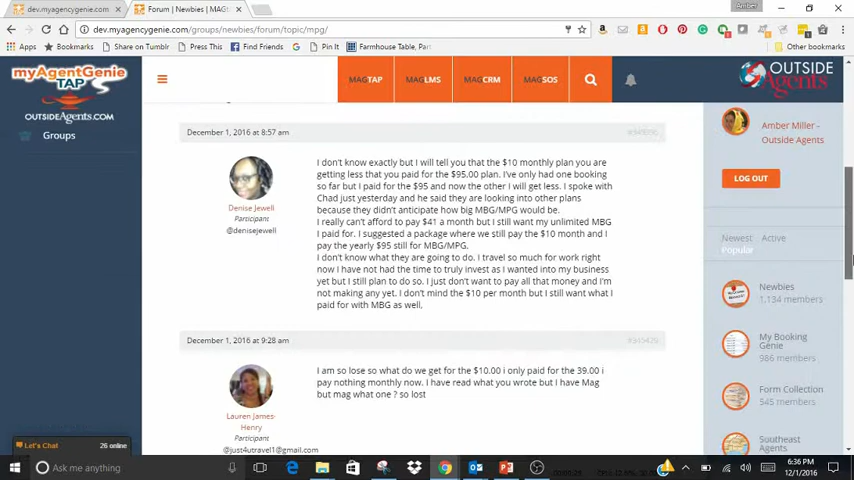 Amber
dev.myagencygenie.com
Forum | Newbies | MAG
dev.myagencygenie.com/groups/newbies/forum/topic/mpg/
Apps Bookmarks Share on Tumblr Press This Find Friends Pin It Farmhouse Table, Par Other bookmarks
myAgentGenie
TAP
OUTSIDEAGENTS.COM
Groups
MAGTAP MAGLMS MAGCRM MAGSOS
OUTSIDE
Agents
Amber Miller -
Outside Agents
LOG OUT
December 1, 2016 at 8:57 am
Denise Jewell
Participant
@denisejewell
I don't know exactly but I will tell you that the $10 monthly plan you are
getting less that you paid for the $95.00 plan. I've only had one booking
so far but I paid for the $95 and now the other I will get less. I spoke with
Chad just yesterday and he said they are looking into other plans
because they didn't anticipate how big MBG/MPG would be.
I really can't afford to pay $41 a month but I still want my unlimited MBG
I paid for. I suggested a package where we still pay the $10 month and I
pay the yearly $95 still for MBG/MPG.
I don't know what they are going to do. I travel so much for work right
now I have not had the time to truly invest as I wanted into my business
yet but I still plan to do so. I just don't want to pay all that money and I'm
not making any yet. I don't mind the $10 per month but I still want what I
paid for with MBG as well.
Newest Active
Popular
Newbies
1,134 members
My Booking
Genie
986 members
Form Collection
545 members
Southeast
Agents
December 1, 2016 at 9:28 am
Lauren James-
Henry
Participant
@just4utravel1@gmail.com
I am so lose so what do we get for the $10.00 i only paid for the 39.00 i
pay nothing monthly now. I have read what you wrote but I have Mag
but mag what one ? so lost
Let's Chat 26 online
Ask me anything
6:36 PM
12/1/2016